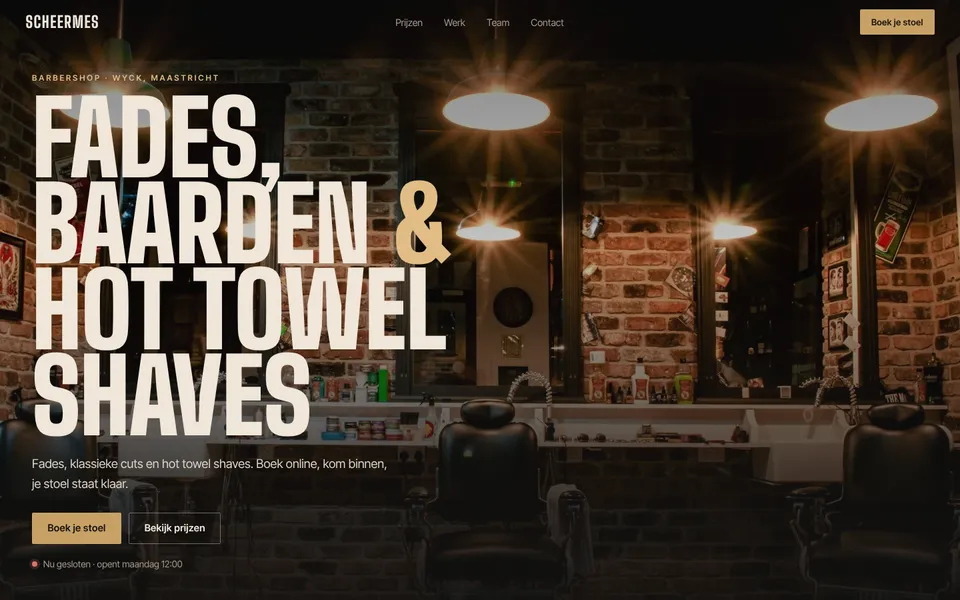 SCHEERMES
Prijzen Werk Team Contact
Boek je stoel
BARBERSHOP · WYCK, MAASTRICHT
FADES,
BAARDEN &
HOT TOWEL
SHAVES
Fades, klassieke cuts en hot towel shaves. Boek online, kom binnen,
je stoel staat klaar.
Boek je stoel Bekijk prijzen
Nu gesloten · opent maandag 12:00